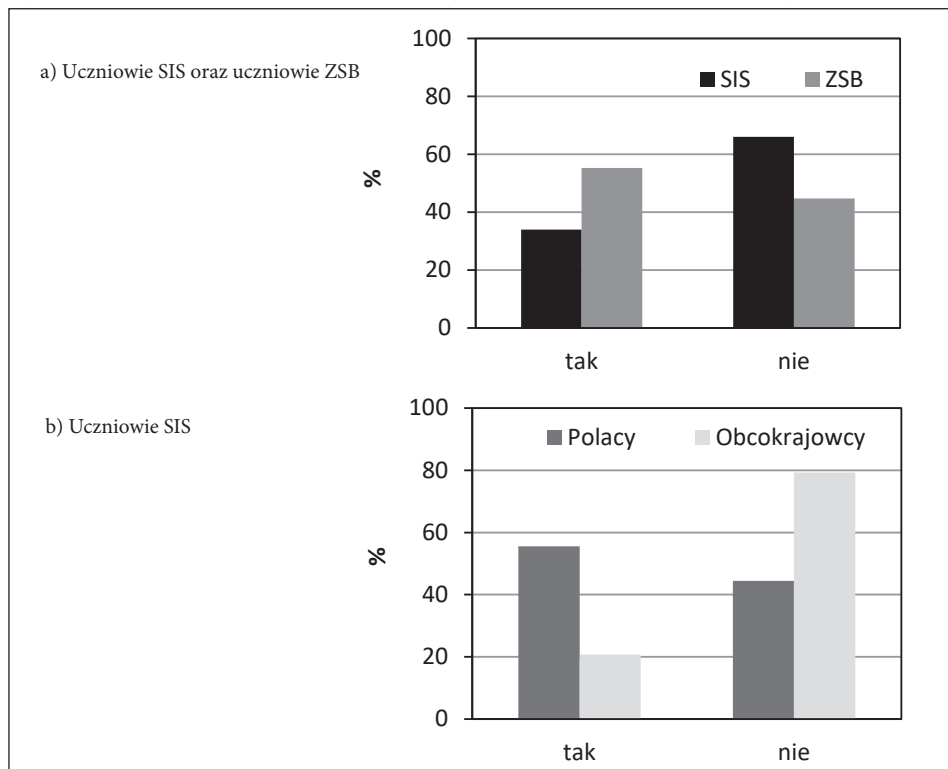 a) Uczniowie SIS oraz uczniowie ZSB
100
80
60
40
20
0
%
SIS ZSB
tak nie
b) Uczniowie SIS
100
80
60
40
20
0
%
Polacy Obcokrajowcy
tak nie